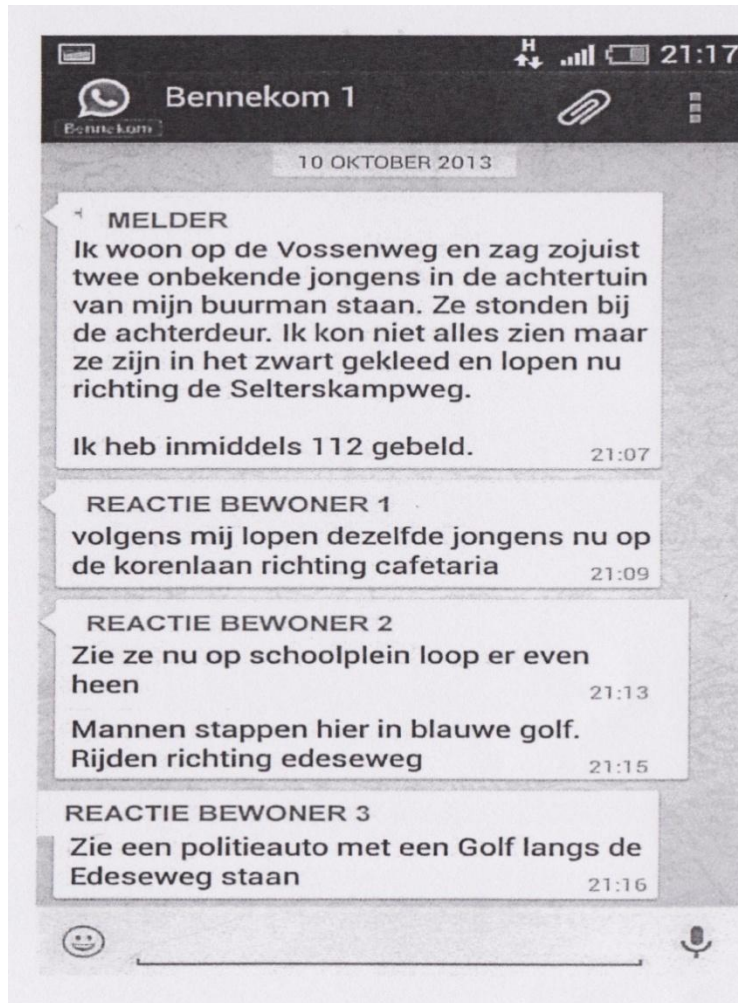 H
21:17
Bennekom 1
Bennekom
10 OKTOBER 2013
MELDER
Ik woon op de Vossenweg en zag zojuist
twee onbekende jongens in de achtertuin
van mijn buurman staan. Ze stonden bij
de achterdeur. Ik kon niet alles zien maar
ze zijn in het zwart gekleed en lopen nu
richting de Selterskampweg.
Ik heb inmiddels 112 gebeld.
21:07
REACTIE BEWONER 1
volgens mij lopen dezelfde jongens nu op
de korenlaan richting cafetaria
21:09
REACTIE BEWONER 2
Zie ze nu op schoolplein loop er even
heen
21:13
Mannen stappen hier in blauwe golf.
Rijden richting edeseweg
21:15
REACTIE BEWONER 3
Zie een politieauto met een Golf langs de
Edeseweg staan
21:16